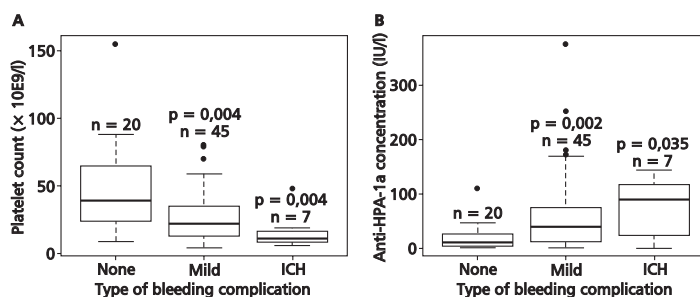 A
Platelet count (× 10E9/l)
150
100
50
0
n = 20
p = 0,004
n = 45
p = 0,004
n = 7
None
Mild
ICH
Type of bleeding complication
B
Anti-HPA-1a concentration (IU/l)
300
200
100
0
n = 20
p = 0,002
n = 45
p = 0,035
n = 7
None
Mild
ICH
Type of bleeding complication